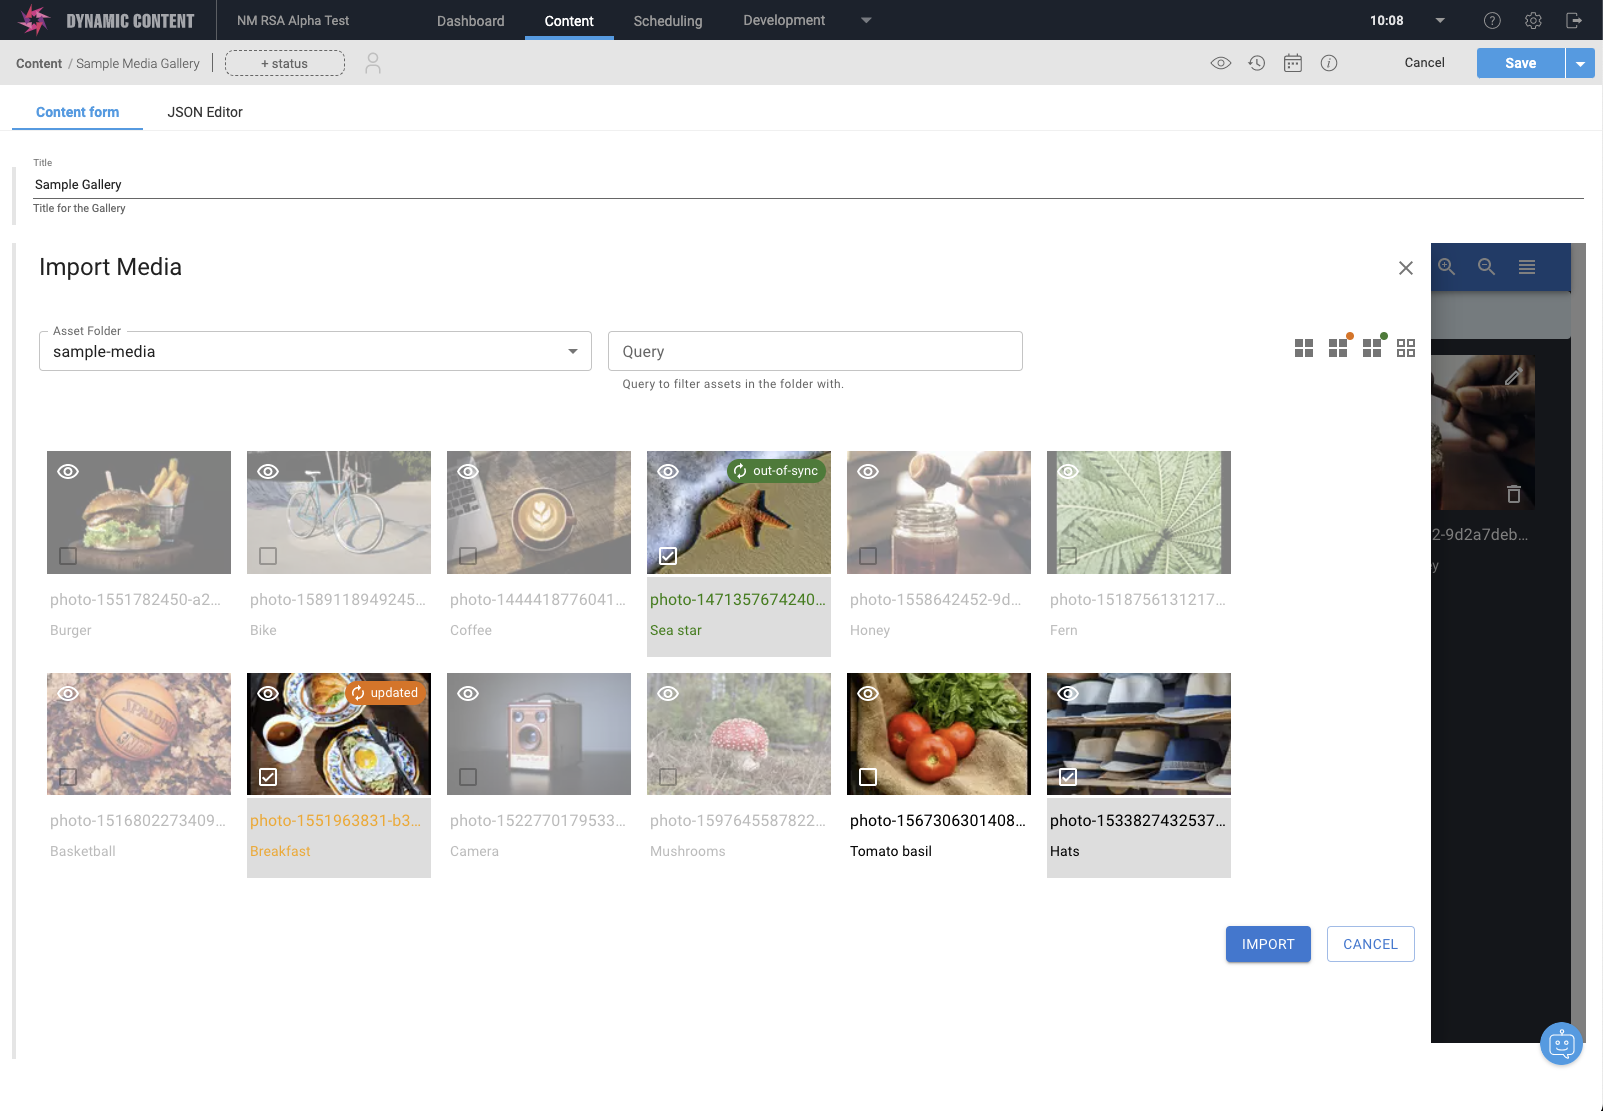 DYNAMIC CONTENT
NM RSA Alpha Test
Dashboard
Content
Scheduling
Development
10:08
Content / Sample Media Gallery
+ status
Cancel
Save
Content form
JSON Editor
Title
Sample Gallery
Title for the Gallery
Import Media
Asset Folder
sample-media
Query
Query to filter assets in the folder with.
out-of-sync
photo-1551782450-a2...
photo-1589118949245...
photo-1444418776041...
photo-1471357674240...
photo-1558642452-9d...
photo-1518756131217...
2-9d2a7deb...
Burger
Bike
Coffee
Sea star
Honey
Fern
ey
SPALDING
updated
photo-1516802273409...
photo-1551963831-b3...
photo-1522770179533...
photo-1597645587822...
photo-1567306301408...
photo-1533827432537...
Basketball
Breakfast
Camera
Mushrooms
Tomato basil
Hats
IMPORT
CANCEL